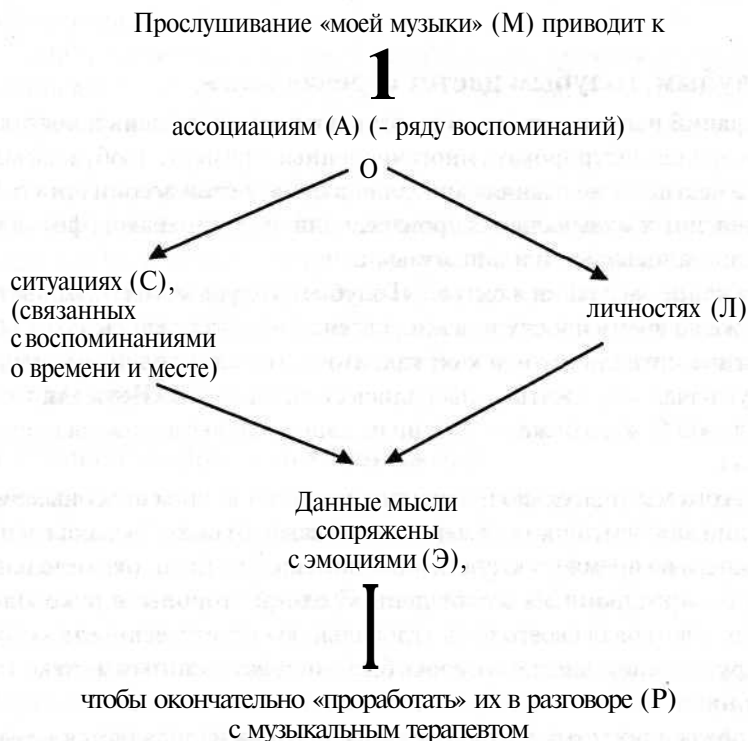 Прослушивание «моей музыки» (М) приводит к
1
ассоциациям (А) (- ряду воспоминаний)
О
ситуациях (С),
(связанных
с воспоминаниями
о времени и месте)
личностях (Л)
Данные мысли
сопряжены
с эмоциями (Э),
чтобы окончательно «проработать» их в разговоре (Р)
с музыкальным терапевтом